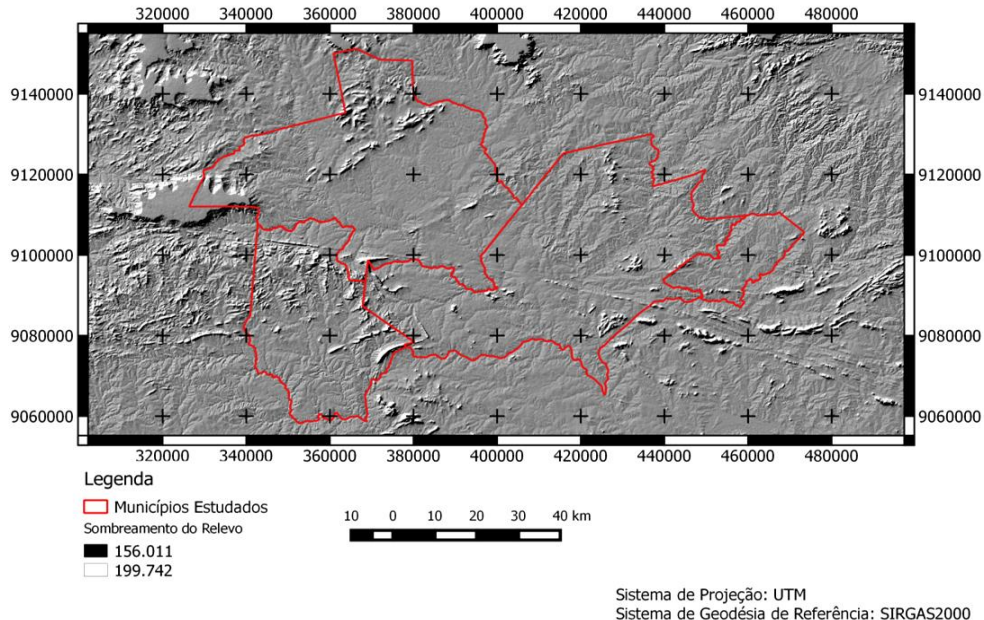 320000 340000 360000 380000 400000 420000 440000 460000 480000
9140000 9140000
9120000 9120000
9100000 9100000
9080000 9080000
9060000 9060000
320000 340000 360000 380000 400000 420000 440000 460000 480000
Legenda
Municípios Estudados
Sombreamento do Relevo
156.011
199.742
10 0 10 20 30 40 km
Sistema de Projeção: UTM
Sistema de Geodésia de Referência: SIRGAS2000